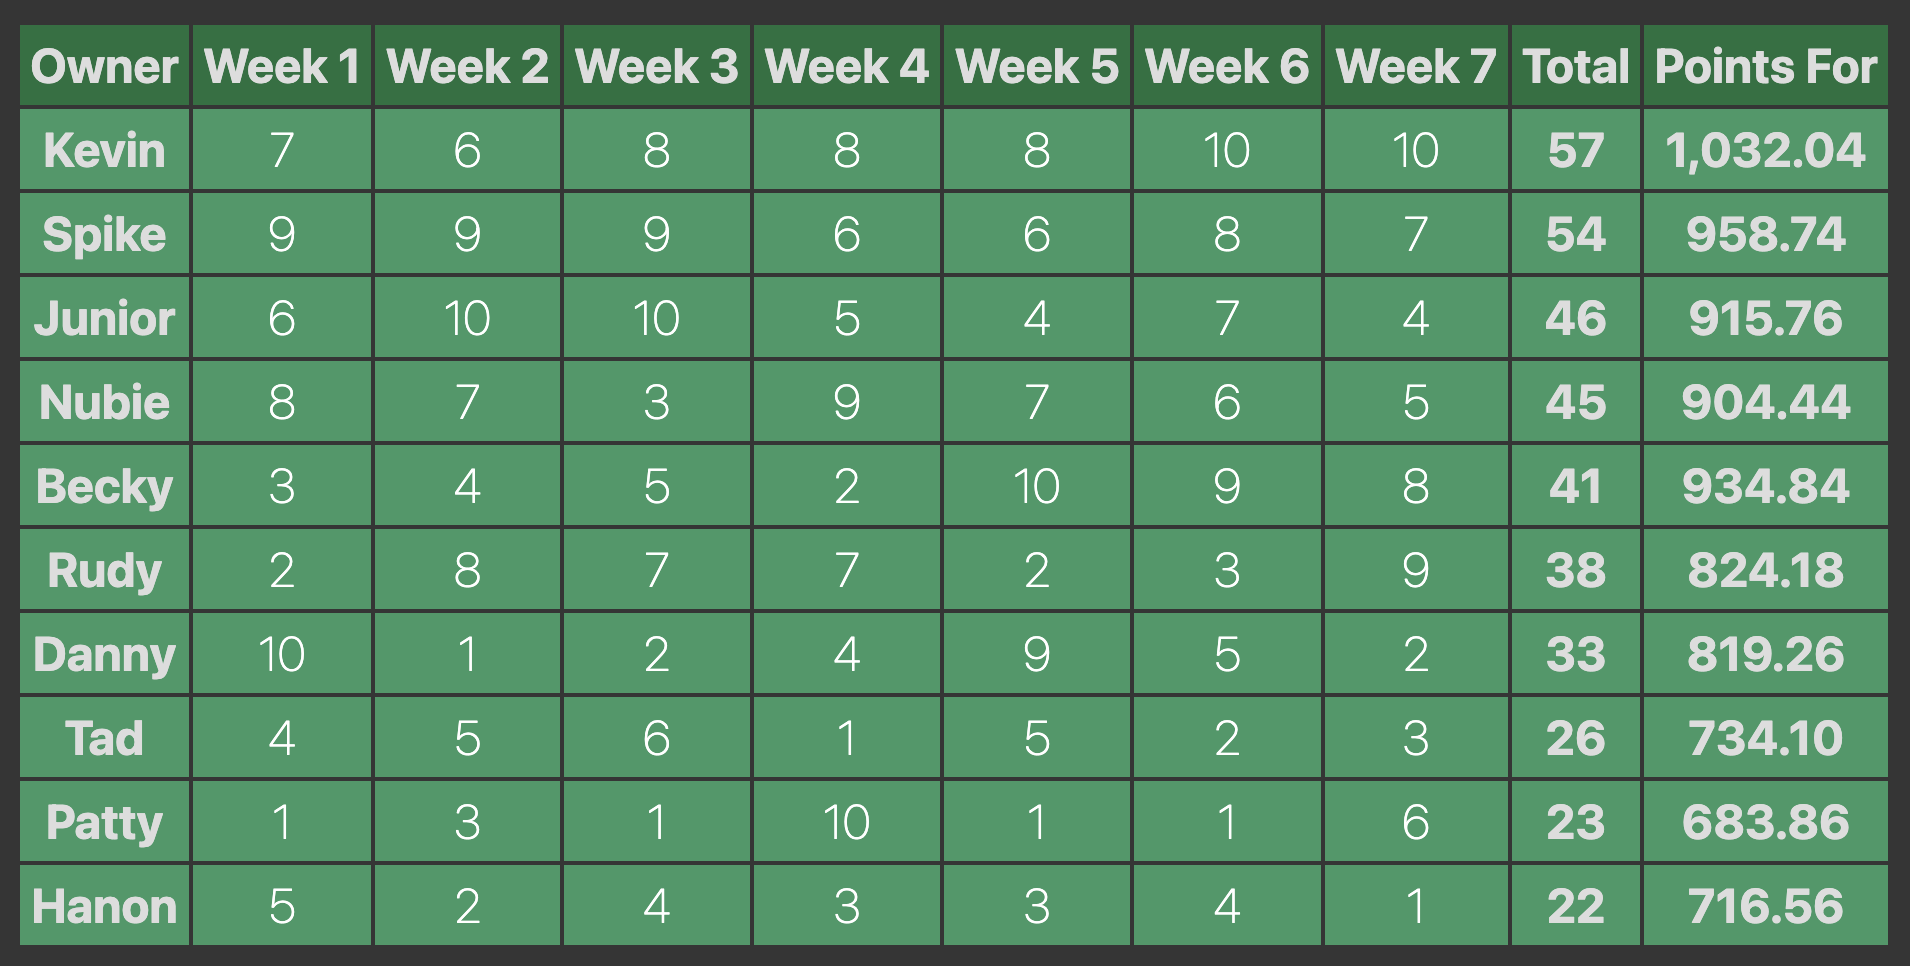 Owner Week 1 Week 2 Week 3 Week 4 Week 5 Week 6 Week 7 Total Points For
Kevin 7 6 8 8 8 10 10 57 1,032.04
Spike 9 9 9 6 6 8 7 54 958.74
Junior 6 10 10 5 4 7 4 46 915.76
Nubie 8 7 3 9 7 6 5 45 904.44
Becky 3 4 5 2 10 9 8 41 934.84
Rudy 2 8 7 7 2 3 9 38 824.18
Danny 10 1 2 4 9 5 2 33 819.26
Tad 4 5 6 1 5 2 3 26 734.10
Patty 1 3 1 10 1 1 6 23 683.86
Hanon 5 2 4 3 3 4 1 22 716.56